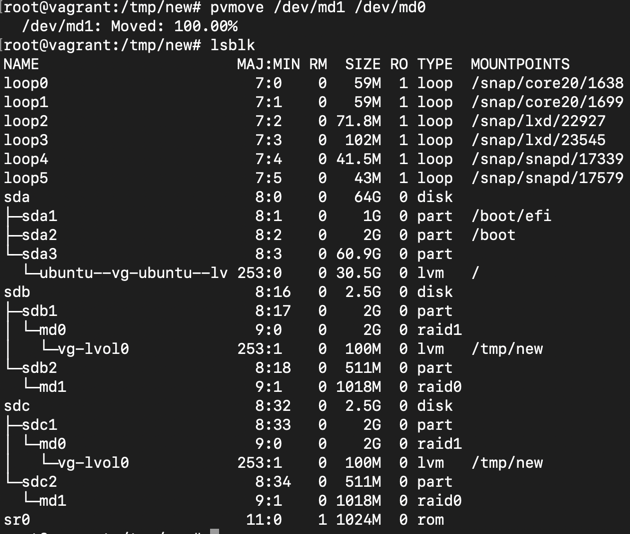 [root@vagrant:/tmp/new# pvmove /dev/md1 /dev/md0
  /dev/md1: Moved: 100.00%
[root@vagrant:/tmp/new# lsblk
NAME                      MAJ:MIN RM  SIZE RO TYPE  MOUNTPOINTS
loop0                       7:0    0   59M  1 loop  /snap/core20/1638
loop1                       7:1    0   59M  1 loop  /snap/core20/1699
loop2                       7:2    0 71.8M  1 loop  /snap/lxd/22927
loop3                       7:3    0  102M  1 loop  /snap/lxd/23545
loop4                       7:4    0 41.5M  1 loop  /snap/snapd/17339
loop5                       7:5    0   43M  1 loop  /snap/snapd/17579
sda                         8:0    0   64G  0 disk
├─sda1                      8:1    0    1G  0 part  /boot/efi
├─sda2                      8:2    0    2G  0 part  /boot
└─sda3                      8:3    0 60.9G  0 part
  └─ubuntu--vg-ubuntu--lv 253:0    0 30.5G  0 lvm   /
sdb                         8:16   0  2.5G  0 disk
├─sdb1                      8:17   0    2G  0 part
│ └─md0                     9:0    0    2G  0 raid1
│   └─vg-lvol0            253:1    0  100M  0 lvm   /tmp/new
└─sdb2                      8:18   0  511M  0 part
  └─md1                     9:1    0 1018M  0 raid0
sdc                         8:32   0  2.5G  0 disk
├─sdc1                      8:33   0    2G  0 part
│ └─md0                     9:0    0    2G  0 raid1
│   └─vg-lvol0            253:1    0  100M  0 lvm   /tmp/new
└─sdc2                      8:34   0  511M  0 part
  └─md1                     9:1    0 1018M  0 raid0
sr0                        11:0    1 1024M  0 rom
root@vagrant:/tmp/new#